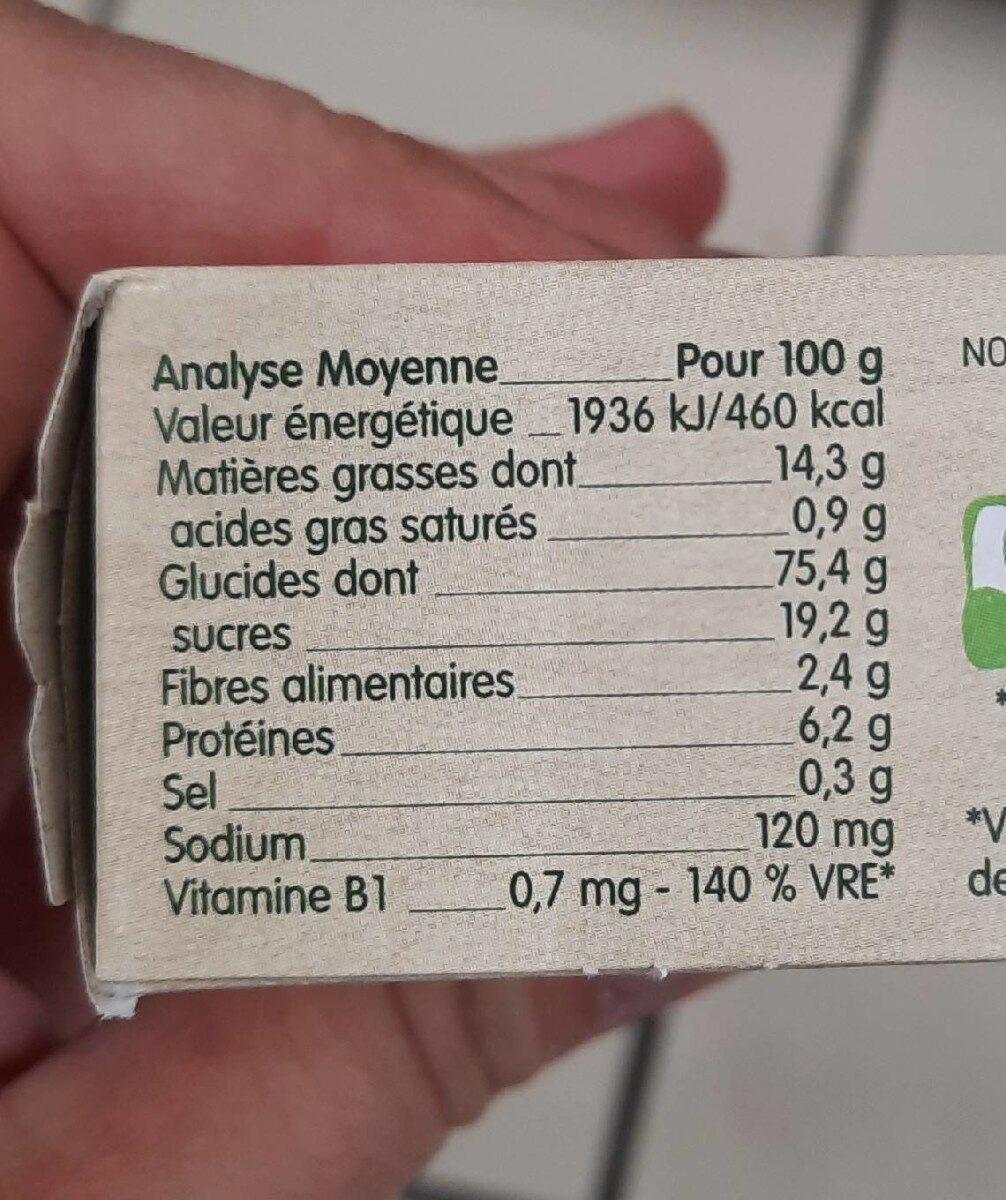 Analyse Moyenne Pour 100 g
Valeur énergétique 1936 kJ/460 kcal
Matières grasses dont 14,3 g
acides gras saturés 0,9 g
Glucides dont 75,4 g
sucres 19,2 g
Fibres alimentaires 2,4 g
Protéines 6,2 g
Sel 0,3 g
Sodium 120 mg
Vitamine B1 0,7 mg - 140 % VRE*
NO
*V
de